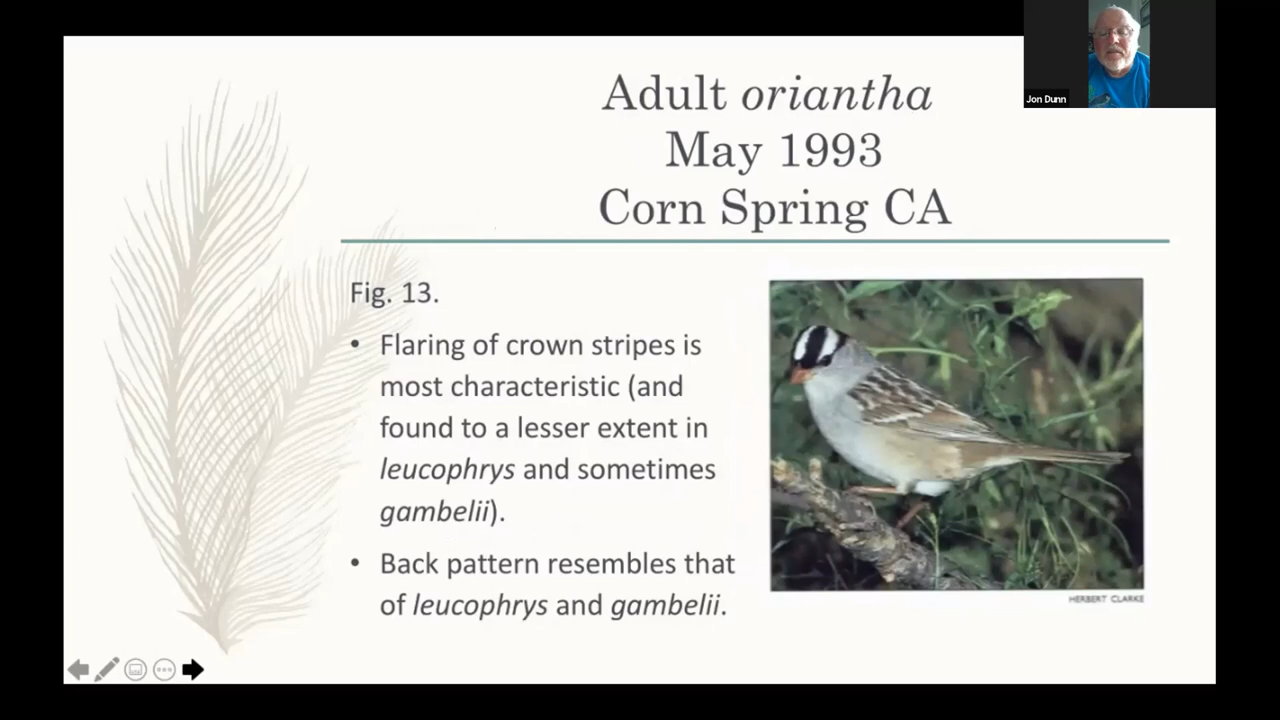 Adult oriantha
May 1993
Corn Spring CA
Jon Dunn
Fig. 13.
• Flaring of crown stripes is
most characteristic (and
found to a lesser extent in
leucophrys and sometimes
gambelii).
• Back pattern resembles that
of leucophrys and gambelii.
HERBERT CLARKE